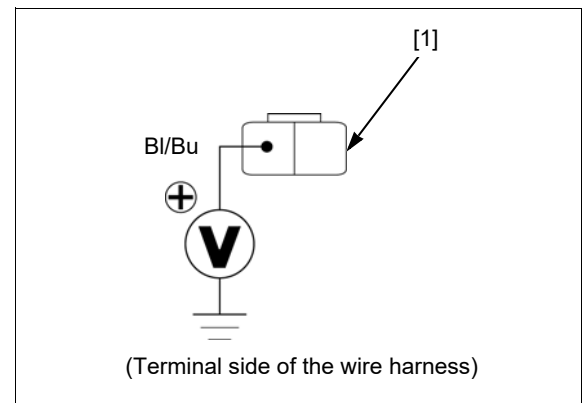 [1]
Bl/Bu
+
V
(Terminal side of the wire harness)